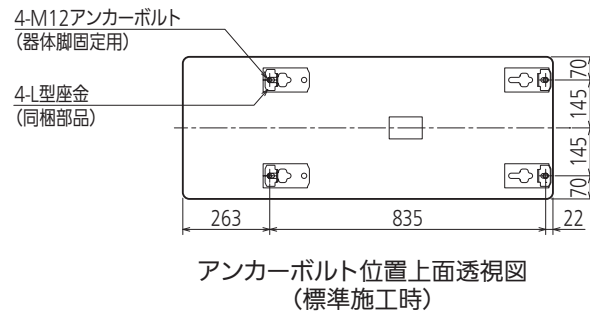 4-M12アンカーボルト
(器体脚固定用)
4-L型座金
(同梱部品)
70
145
145
70
263
835
22
アンカーボルト位置上面透視図
(標準施工時)